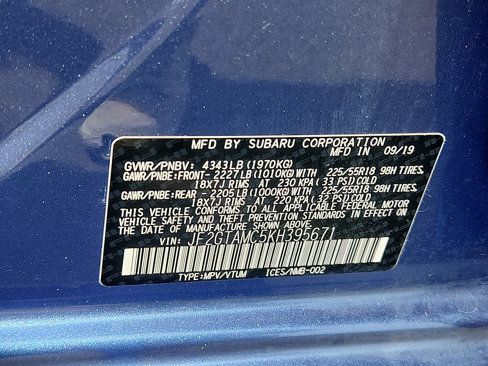 MFD BY SUBARU CORPORATION
GVWR/PNBV: 4343LB(1970KG) IN JAPAN 09/19
GAWR/PNBE:FRONT- 2227LB(1010KG)WITH 225/55R18 98H TIRES,
18X7J RIMS AT 230 KPA(33 PSI)COLD
GAWR/PNBE:REAR - 2205LB(1000KG)WITH 225/55R18 98H TIRES,
18X7J RIMS AT 220 KPA(32 PSI)COLD
THIS VEHICLE CONFORMS TO ALL APPLICABLE FEDERAL MOTOR
VEHICLE SAFETY AND THEFT PREVENTION STANDARDS IN EFFECT ON
THE DATE OF MANUFACTURE SHOWN ABOVE.
VIN: JF2GTAMC5KH395671
TYPE:MPV/VTUM ICES/NMB-002